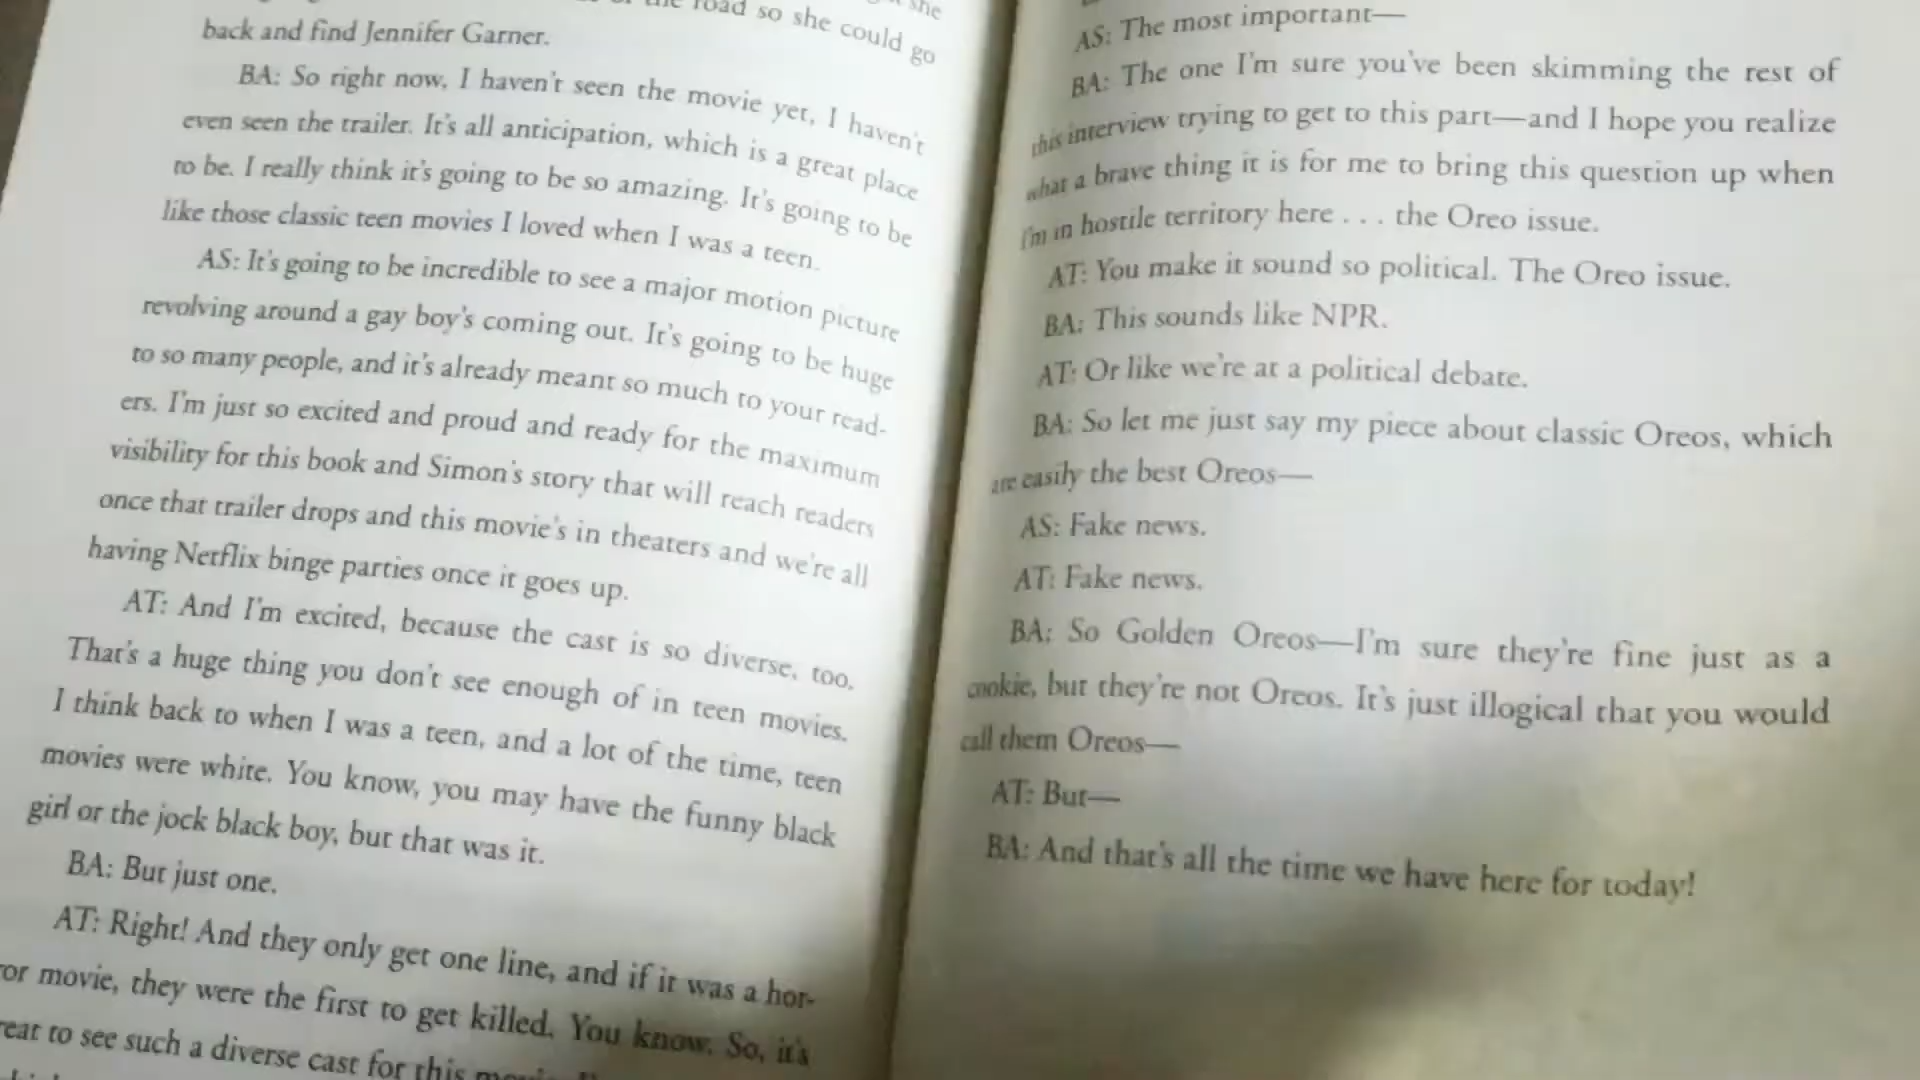 the road so she could go
back and find Jennifer Garner.
BA: So right now, I haven't seen the movie yet, I haven't
even seen the trailer. It's all anticipation, which is a great place
to be. I really think it's going to be so amazing. It's going to be
like those classic teen movies I loved when I was a teen.
AS: It's going to be incredible to see a major motion picture
revolving around a gay boy's coming out. It's going to be huge
to so many people, and it's already meant so much to your read-
ers. I'm just so excited and proud and ready for the maximum
visibility for this book and Simon's story that will reach readers
once that trailer drops and this movie's in theaters and we're all
having Netflix binge parties once it goes up.
AT: And I'm excited, because the cast is so diverse, too.
That's a huge thing you don't see enough of in teen movies.
I think back to when I was a teen, and a lot of the time, teen
movies were white. You know, you may have the funny black
girl or the jock black boy, but that was it.
BA: But just one.
AT: Right! And they only get one line, and if it was a hor-
ror movie, they were the first to get killed. You know. So, it's
reat to see such a diverse cast for this
AS: The most important—
BA: The one I'm sure you've been skimming the rest of
this interview trying to get to this part—and I hope you realize
what a brave thing it is for me to bring this question up when
I'm in hostile territory here . . . the Oreo issue.
AT: You make it sound so political. The Oreo issue.
BA: This sounds like NPR.
AT: Or like we're at a political debate.
BA: So let me just say my piece about classic Oreos, which
are easily the best Oreos—
AS: Fake news.
AT: Fake news.
BA: So Golden Oreos—I'm sure they're fine just as a
cookie, but they're not Oreos. It's just illogical that you would
call them Oreos—
AT: But—
BA: And that's all the time we have here for today!